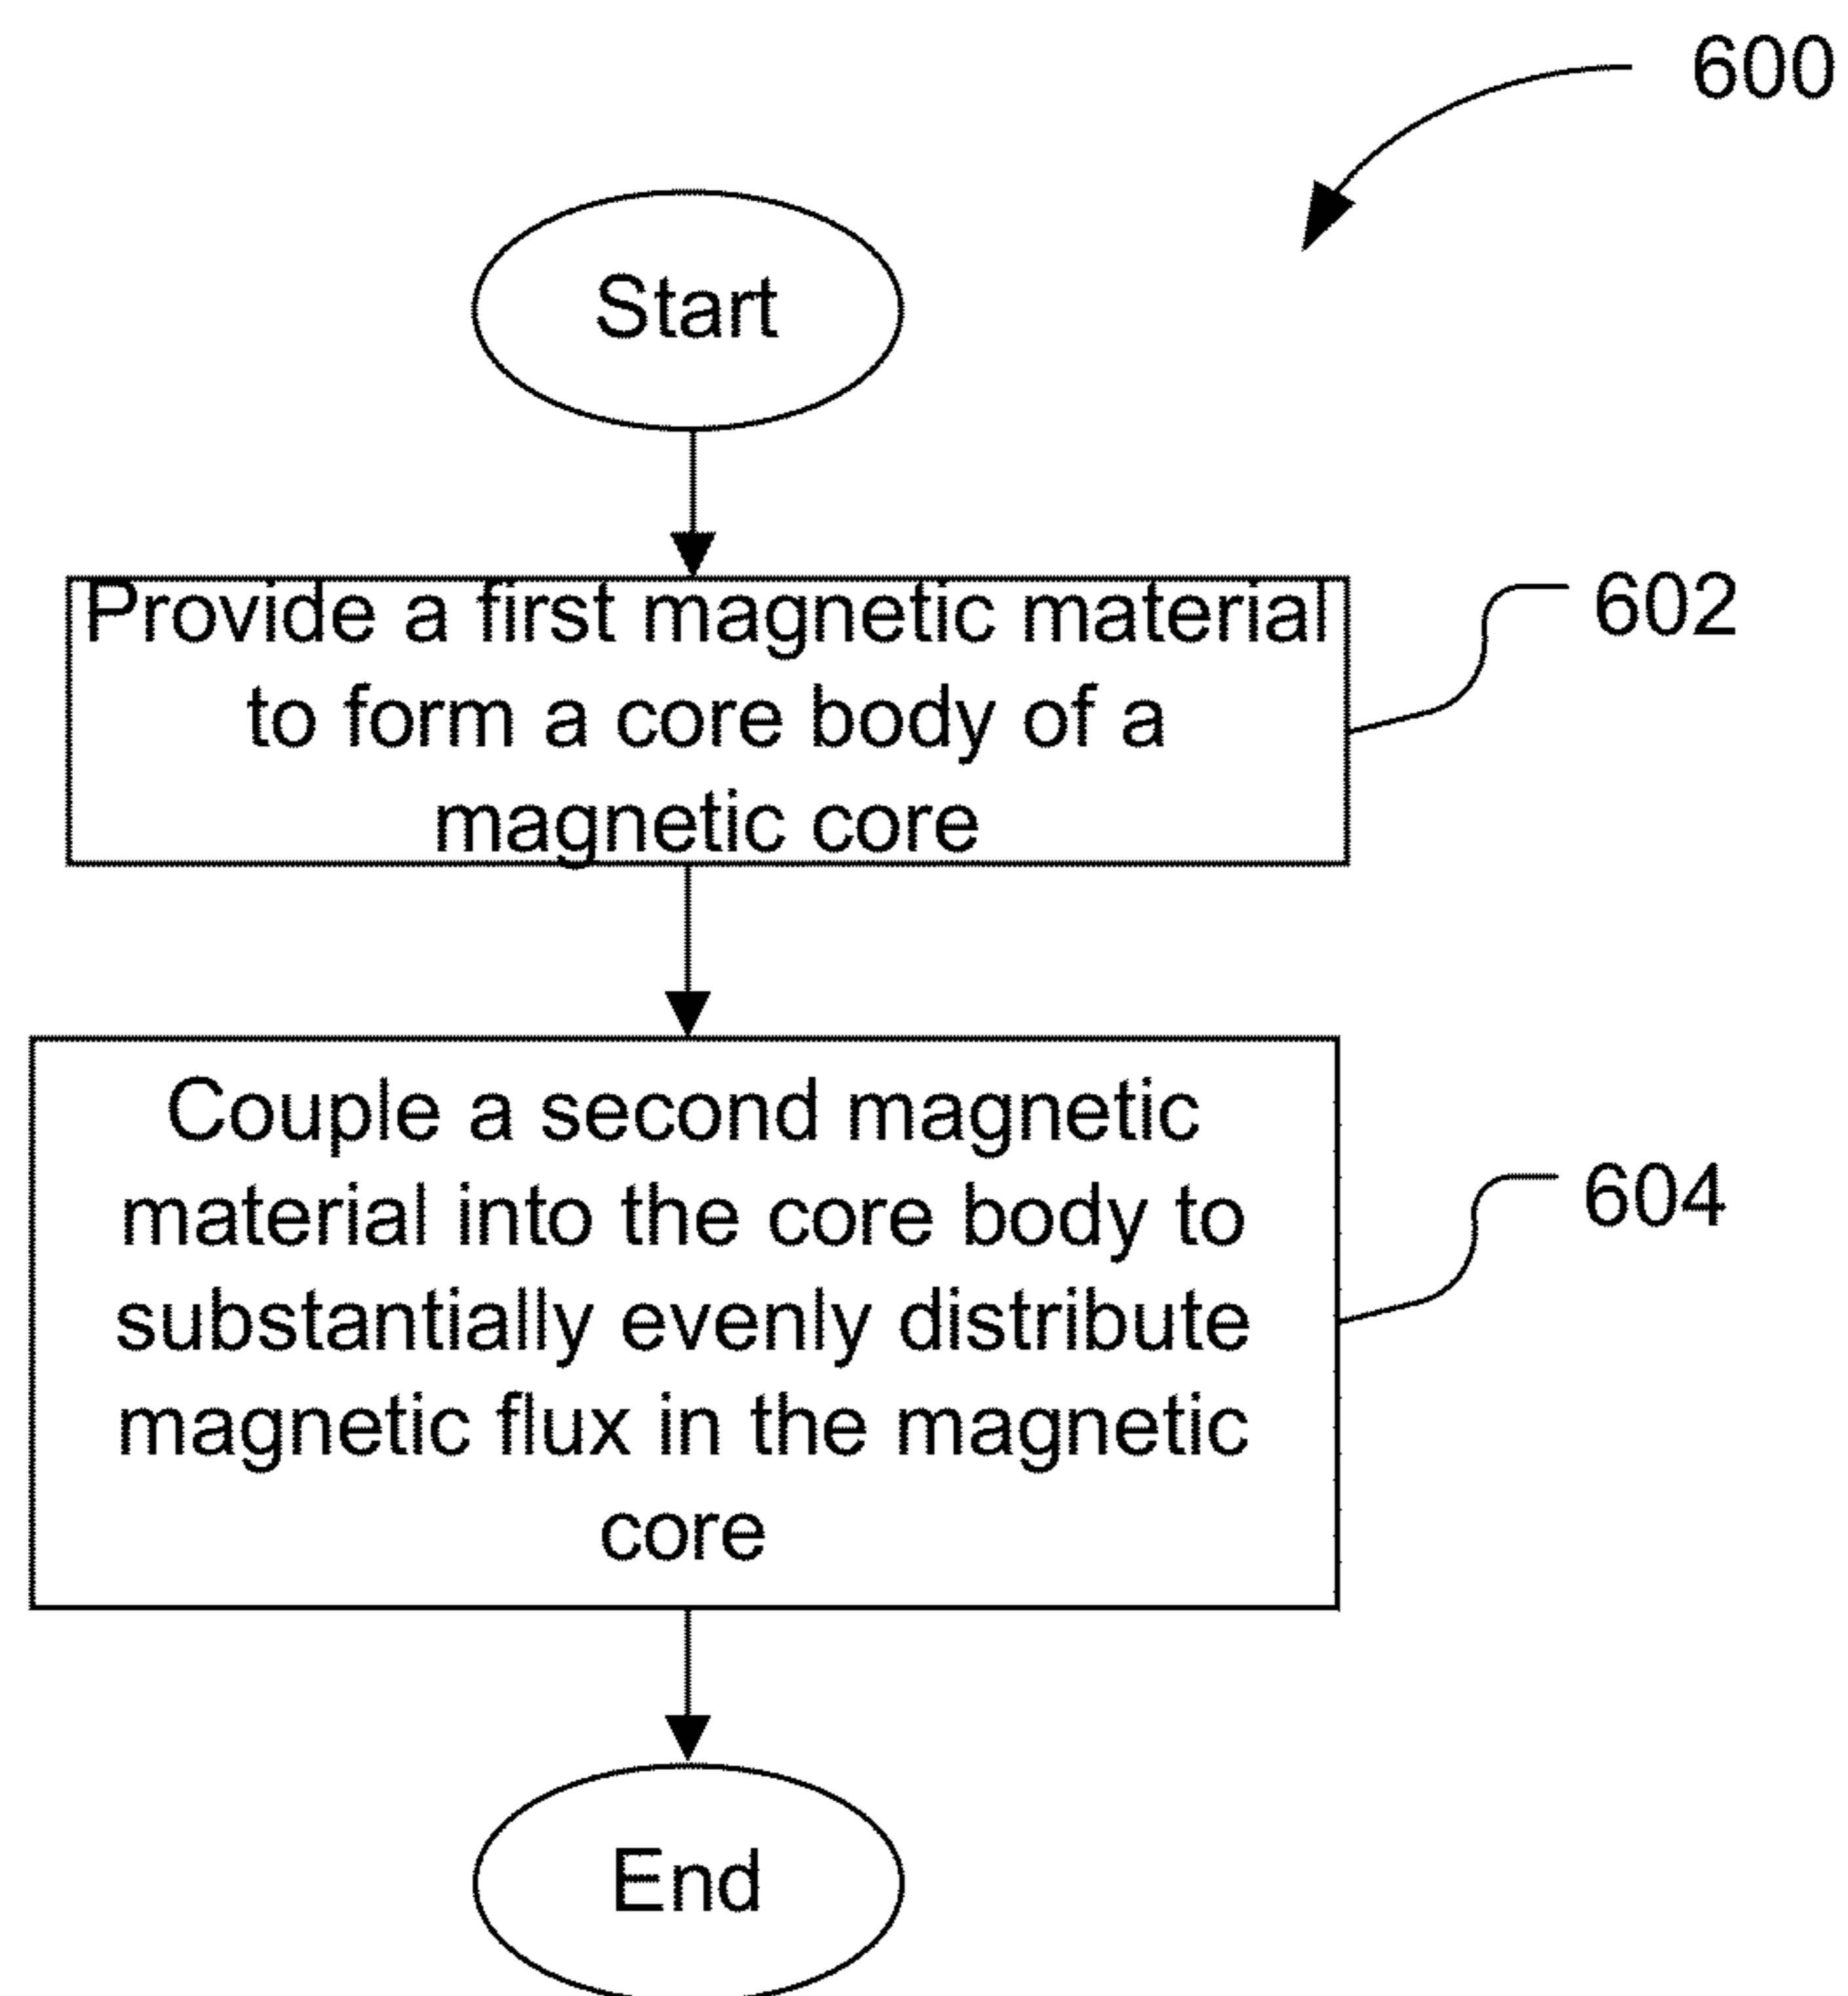 600
Start
Provide a first magnetic material
to form a core body of a
magnetic core
602
Couple a second magnetic
material into the core body to
substantially evenly distribute
magnetic flux in the magnetic
core
604
End